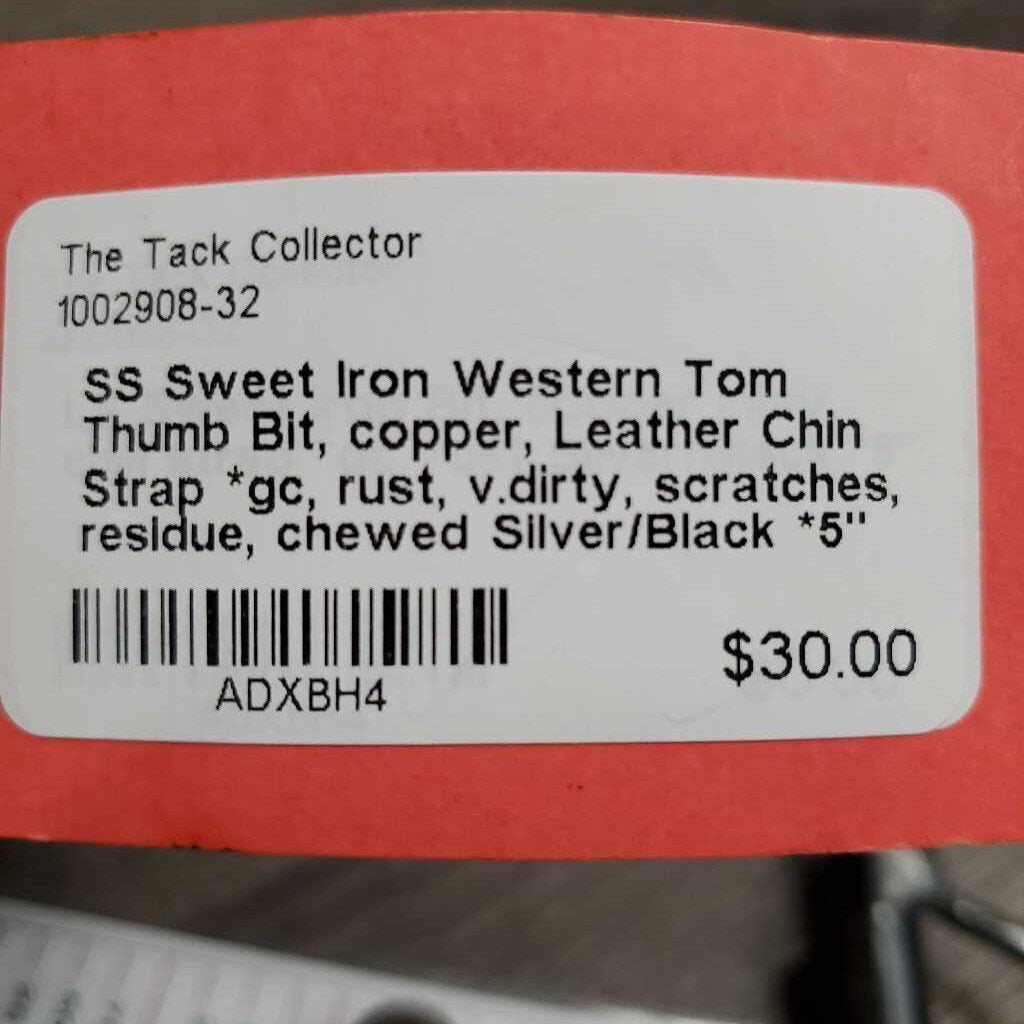 The Tack Collector
1002908-32
SS Sweet Iron Western Tom
Thumb Bit, copper, Leather Chin
Strap *gc, rust, v.dirty, scratches,
residue, chewed Silver/Black *5"
ADXBH4
$30.00